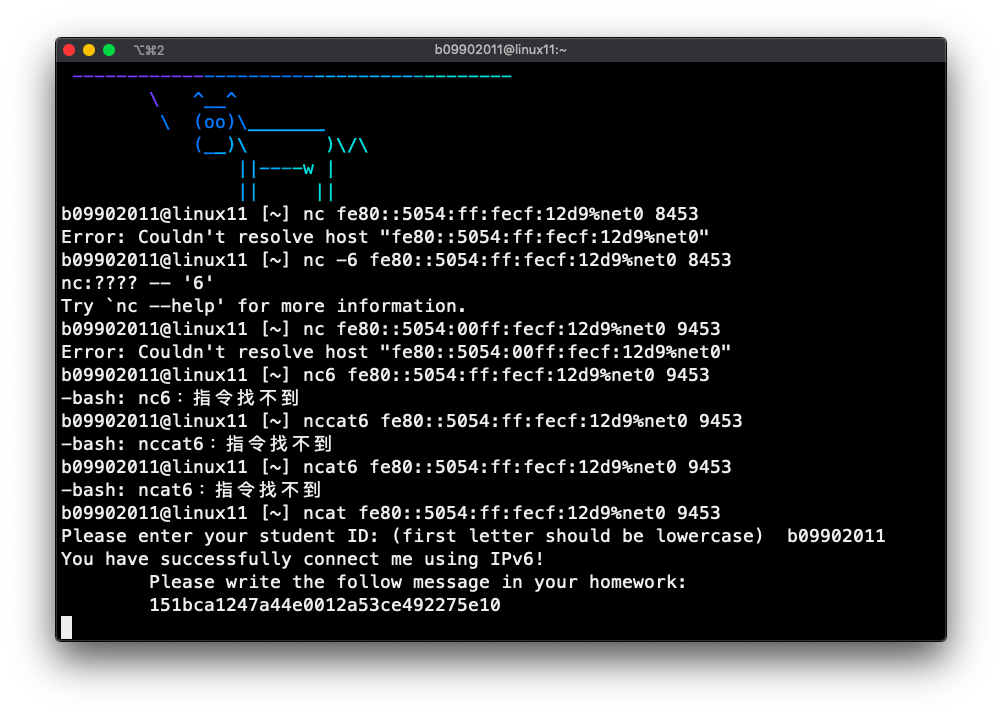 ⌥⌘2
b09902011@linux11:~
----------------------------------------
\   ^__^
\  (oo)\_______
(__)\       )\/\
||----w |
||     ||
b09902011@linux11 [~] nc fe80::5054:ff:fecf:12d9%net0 8453
Error: Couldn't resolve host "fe80::5054:ff:fecf:12d9%net0"
b09902011@linux11 [~] nc -6 fe80::5054:ff:fecf:12d9%net0 8453
nc:???? -- '6'
Try `nc --help' for more information.
b09902011@linux11 [~] nc fe80::5054:00ff:fecf:12d9%net0 9453
Error: Couldn't resolve host "fe80::5054:00ff:fecf:12d9%net0"
b09902011@linux11 [~] nc6 fe80::5054:ff:fecf:12d9%net0 9453
-bash: nc6：指令找不到
b09902011@linux11 [~] nccat6 fe80::5054:ff:fecf:12d9%net0 9453
-bash: nccat6：指令找不到
b09902011@linux11 [~] ncat6 fe80::5054:ff:fecf:12d9%net0 9453
-bash: ncat6：指令找不到
b09902011@linux11 [~] ncat fe80::5054:ff:fecf:12d9%net0 9453
Please enter your student ID: (first letter should be lowercase)  b09902011
You have successfully connect me using IPv6!
Please write the follow message in your homework:
151bca1247a44e0012a53ce492275e10